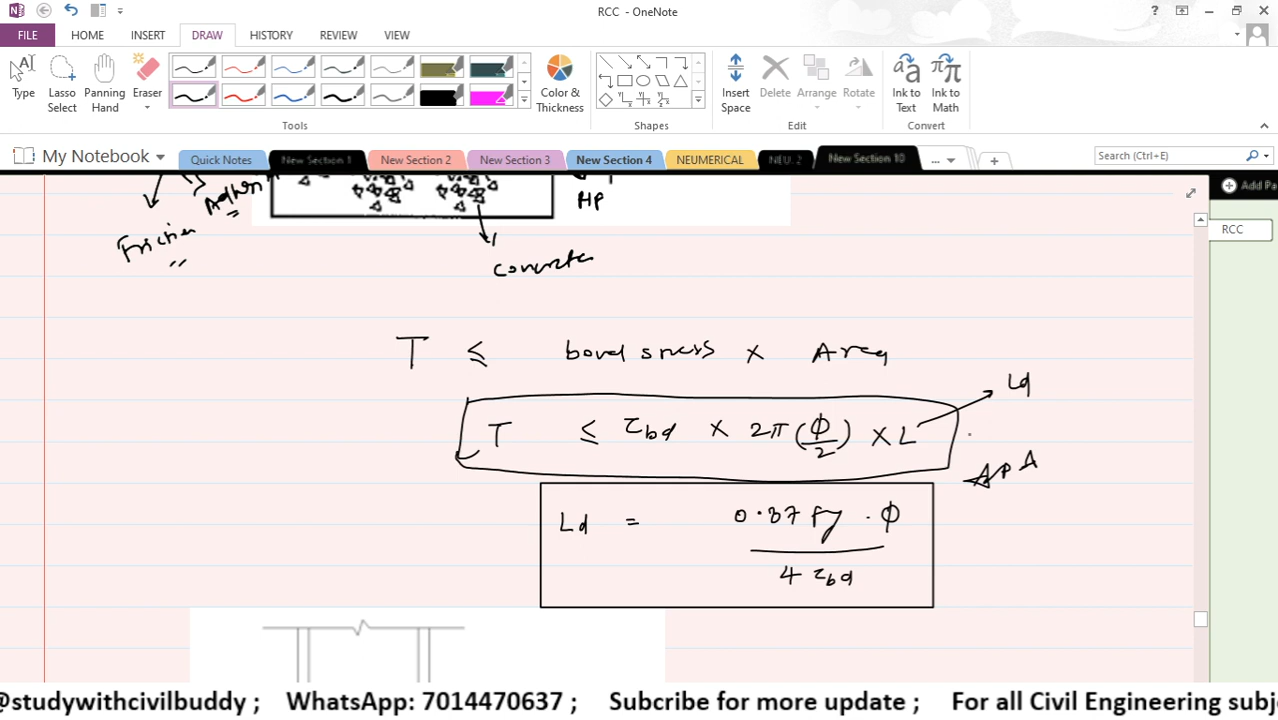 RCC - OneNote
FILE HOME INSERT DRAW HISTORY REVIEW VIEW
Type Lasso Select Panning Hand Eraser Color & Thickness Insert Space Delete Arrange Rotate Ink to Text Ink to Math
Tools Shapes Edit Convert
My Notebook Quick Notes New Section 1 New Section 2 New Section 3 New Section 4 NEUMERICAL NEU. 2 New Section 10 ... Search (Ctrl+E)
Add Pa
RCC
HP
Friction
Concrete
T ≤ bond stress × Area
Ld
T ≤ τbd × 2π(φ/2) × L
Ld = 0.87 fy . φ
4 τbd
@studywithcivilbuddy ; WhatsApp: 7014470637 ; Subcribe for more update ; For all Civil Engineering subj